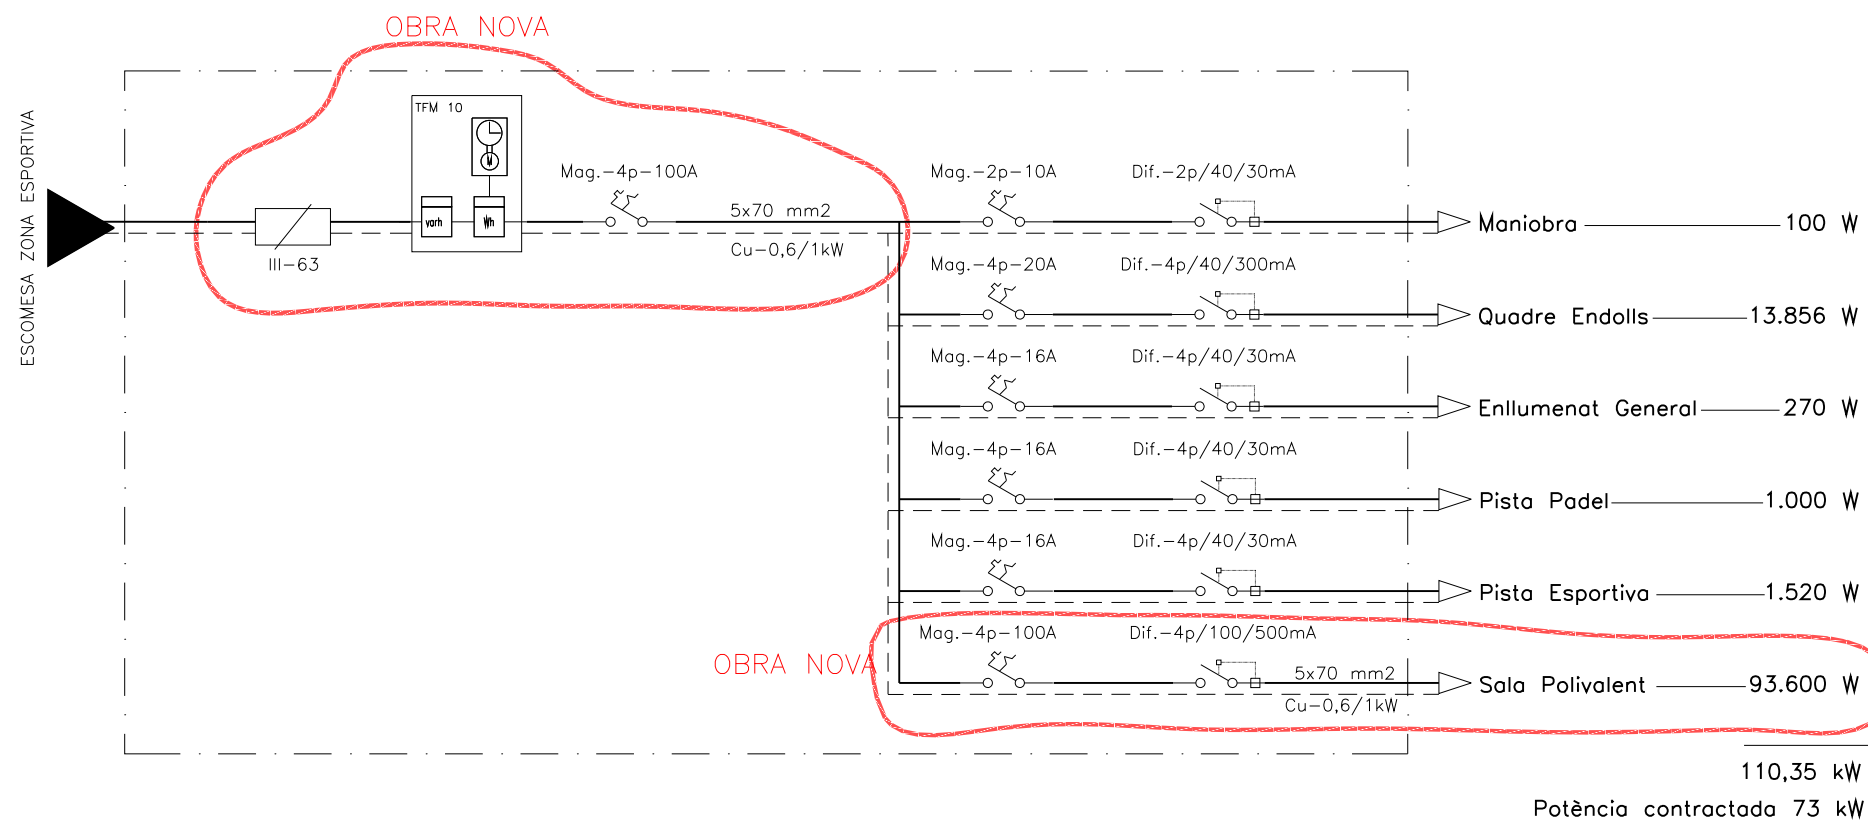 OBRA NOVA
ESCOMESA ZONA ESPORTIVA
TFM 10
W
varh
Wh
III-63
Mag.-4p-100A
5x70 mm2
Cu-0,6/1kW
Mag.-2p-10A
Dif.-2p/40/30mA
Maniobra 100 W
Mag.-4p-20A
Dif.-4p/40/300mA
Quadre Endolls 13.856 W
Mag.-4p-16A
Dif.-4p/40/30mA
Enllumenat General 270 W
Mag.-4p-16A
Dif.-4p/40/30mA
Pista Padel 1.000 W
Mag.-4p-16A
Dif.-4p/40/30mA
Pista Esportiva 1.520 W
OBRA NOVA
Mag.-4p-100A
Dif.-4p/100/500mA
5x70 mm2
Cu-0,6/1kW
Sala Polivalent 93.600 W
110,35 kW
Potència contractada 73 kW